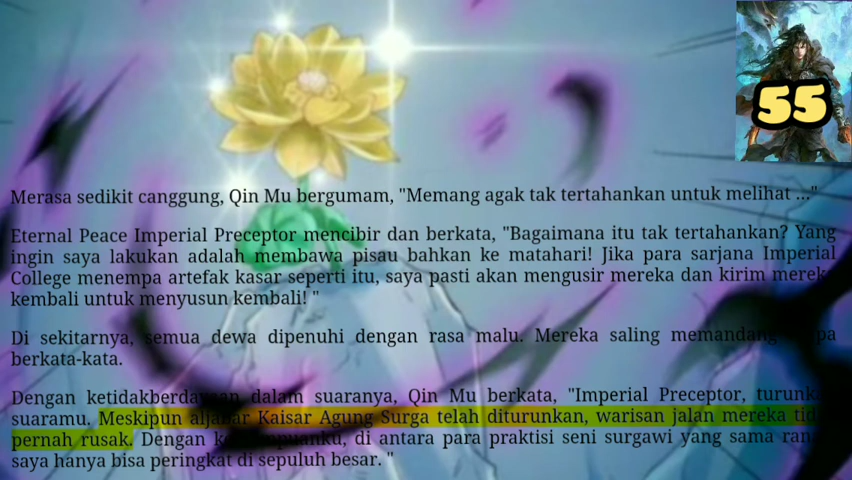 55
Merasa sedikit canggung, Qin Mu bergumam, "Memang agak tak tertahankan untuk melihat ..."
Eternal Peace Imperial Preceptor mencibir dan berkata, "Bagaimana itu tak tertahankan? Yang
ingin saya lakukan adalah membawa pisau bahkan ke matahari! Jika para sarjana Imperial
College menempa artefak kasar seperti itu, saya pasti akan mengusir mereka dan kirim
kembali untuk menyusun kembali! "
Di sekitarnya, semua dewa dipenuhi dengan rasa malu. Mereka saling
berkata-kata.
Dengan ketidakberdayaan dalam suaranya, Qin Mu berkata, "Imperial Preceptor,
suaramu. Meskipun aljabar Kaisar Agung Surga telah diturunkan, warisan jalan mereka
pernah rusak. Dengan di antara para praktisi seni surgawi yang sama
saya hanya bisa peringkat di sepuluh besar. "